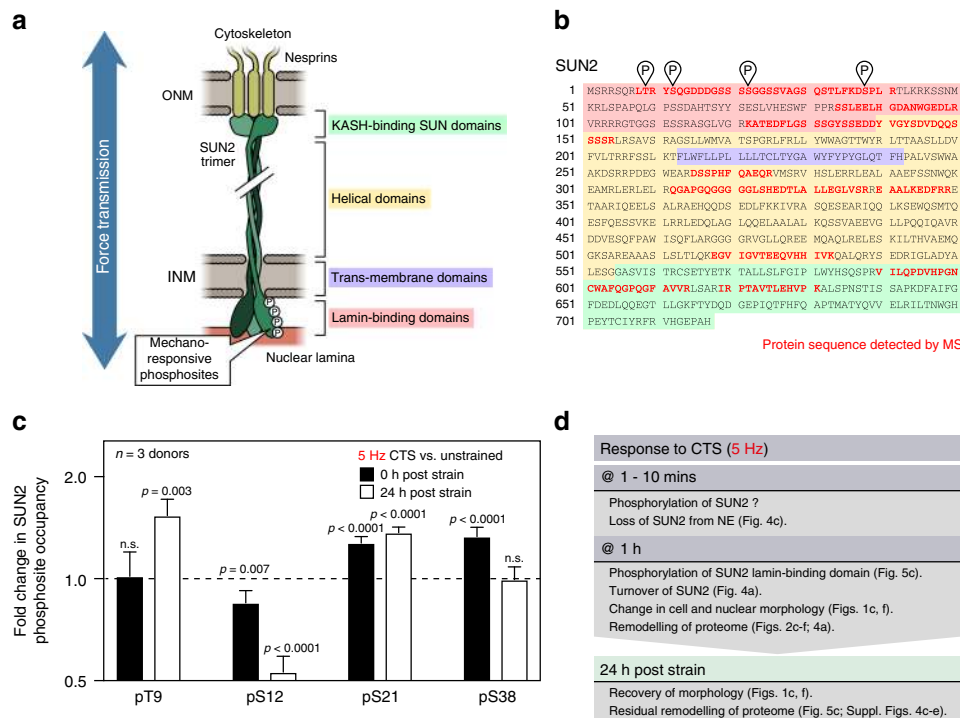 a
Cytoskeleton
Nesprins
ONM
KASH-binding SUN domains
SUN2
trimer
Force transmission
Helical domains
INM
Trans-membrane domains
P
P
P
P
Lamin-binding domains
Mechano-
responsive
phosphosites
Nuclear lamina
b
SUN2
P P P P
1 MSRRSQRLTR YSQGDDDGSS SSGGSSVAGS QSTLFKDSPL RTLKRKSSNM
51 KRLSPAPQLG PSSDAHTSYY SESLVHESWF PPRSSLEELH GDANWGEDLR
101 VRRRRGTGGS ESSRASGLVG RKATEDFLGS SSGYSSEDDY VGYSDVDQQS
151 SSSRLRSAVS RAGSLLWMVA TSPGRLFRLL YWWAGTTWYR LTTAASLLDV
201 FVLTRRFSSL KTFLWFLLPL LLLTCLTYGA WYFYPYGLQT FHPALVSWWA
251 AKDSRRPDEG WEARDSSPHF QAEQRVMSRV HSLERRLEAL AAEFSSNWQK
301 EAMRLERLEL RQGAPGQGGG GGLSHEDTLA LLEGLVSRRE AALKEDFRRE
351 TAARIQEELS ALRAEHQQDS EDLFKKIVRA SQESEARIQQ LKSEWQSMTQ
401 ESFQESSVKE LRRLEDQLAG LQQELAALAL KQSSVAEEVG LLPQQIQAVR
451 DDVESQFPAW ISQFLARGGG GRVGLLQREE MQAQLRELES KILTHVAEMQ
501 GKSAREAAAS LSLTLQKEGV IGVTEEQVHH IVKQALQRYS EDRIGLADYA
551 LESGGASVIS TRCSETYETK TALLSLFGIP LWYHSQSPRV ILQPDVHPGN
601 CWAFQGPQGF AVVRLSARIR PTAVTLEHVP KALSPNSTIS SAPKDFAIFG
651 FDEDLQQEGT LLGKFTYDQD GEPIQTFHFQ APTMATYQVV ELRILTNWGH
701 PEYTCIYRFR VHGEPAH
Protein sequence detected by MS
c
n = 3 donors
5 Hz CTS vs. unstrained
0 h post strain
24 h post strain
Fold change in SUN2
phosphosite occupancy
2.0
1.0
0.5
n.s.
p = 0.003
p = 0.007
p < 0.0001
p < 0.0001
p < 0.0001
p < 0.0001
n.s.
pT9
pS12
pS21
pS38
d
Response to CTS (5 Hz)
@ 1 - 10 mins
Phosphorylation of SUN2 ?
Loss of SUN2 from NE (Fig. 4c).
@ 1 h
Phosphorylation of SUN2 lamin-binding domain (Fig. 5c).
Turnover of SUN2 (Fig. 4a).
Change in cell and nuclear morphology (Figs. 1c, f).
Remodelling of proteome (Figs. 2c-f; 4a).
24 h post strain
Recovery of morphology (Figs. 1c, f).
Residual remodelling of proteome (Fig. 5c; Suppl. Figs. 4c-e).